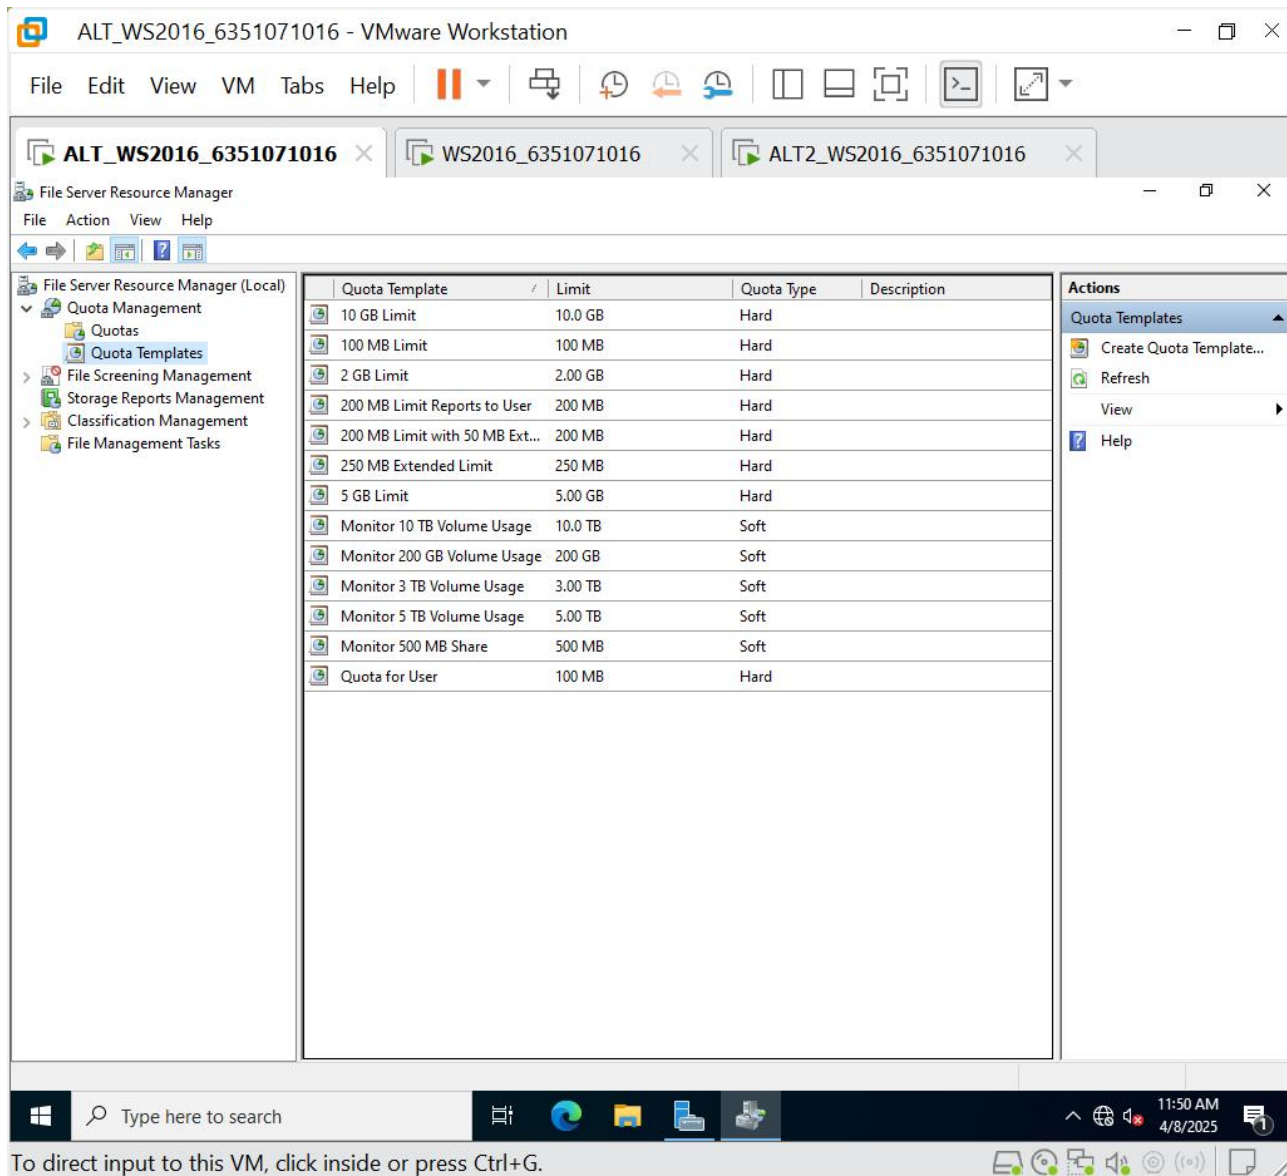 ALT_WS2016_6351071016 - VMware Workstation
File Edit View VM Tabs Help
ALT_WS2016_6351071016 WS2016_6351071016 ALT2_WS2016_6351071016
File Server Resource Manager
File Action View Help
File Server Resource Manager (Local)
Quota Management
Quotas
Quota Templates
File Screening Management
Storage Reports Management
Classification Management
File Management Tasks
Quota Template Limit Quota Type Description
10 GB Limit 10.0 GB Hard
100 MB Limit 100 MB Hard
2 GB Limit 2.00 GB Hard
200 MB Limit Reports to User 200 MB Hard
200 MB Limit with 50 MB Ext... 200 MB Hard
250 MB Extended Limit 250 MB Hard
5 GB Limit 5.00 GB Hard
Monitor 10 TB Volume Usage 10.0 TB Soft
Monitor 200 GB Volume Usage 200 GB Soft
Monitor 3 TB Volume Usage 3.00 TB Soft
Monitor 5 TB Volume Usage 5.00 TB Soft
Monitor 500 MB Share 500 MB Soft
Quota for User 100 MB Hard
Actions
Quota Templates
Create Quota Template...
Refresh
View
Help
Type here to search
11:50 AM
4/8/2025
1
To direct input to this VM, click inside or press Ctrl+G.